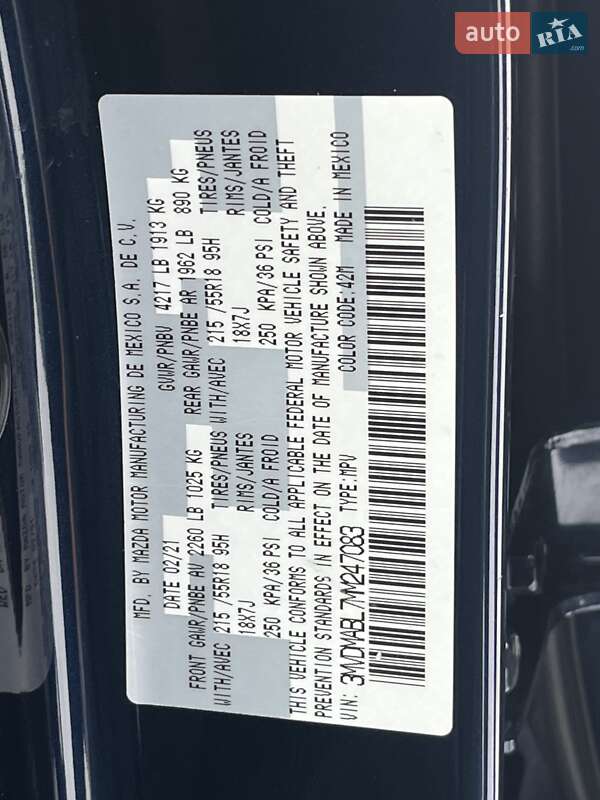 auto RIA.com
MFD. BY MAZDA MOTOR MANUFACTURING DE MEXICO S.A. DE C.V.
DATE 02/21 GVWR/PNBV 4217 LB 1913 KG
FRONT GAWR/PNBE AV 2260 LB 1025 KG REAR GAWR/PNBE AR 1962 LB 890 KG
WITH/AVEC 215 /55R18 95H TIRES/PNEUS WITH/AVEC 215 /55R18 95H TIRES/PNEUS
18X7J RIMS/JANTES 18X7J RIMS/JANTES
250 KPA/36 PSI COLD/A FROID 250 KPA/36 PSI COLD/A FROID
THIS VEHICLE CONFORMS TO ALL APPLICABLE FEDERAL MOTOR VEHICLE SAFETY AND THEFT
PREVENTION STANDARDS IN EFFECT ON THE DATE OF MANUFACTURE SHOWN ABOVE.
VIN: 3MVDMABL7MM247083 TYPE:MPV COLOR CODE:42M MADE IN MEXICO